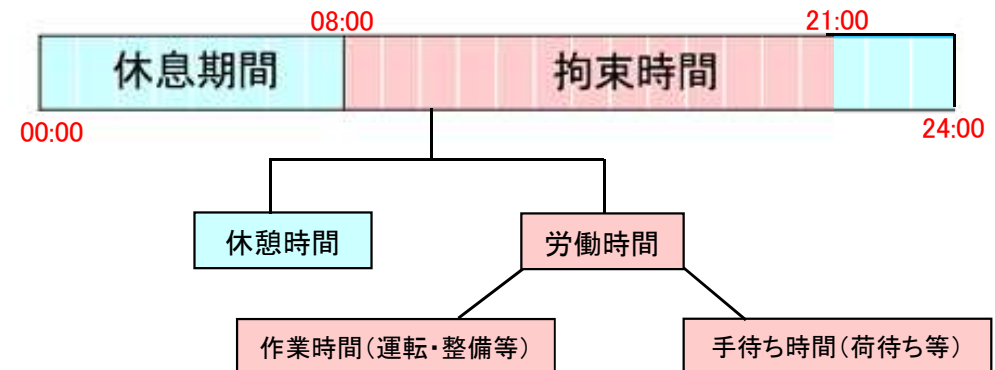 08:00
21:00
休息期間
拘束時間
00:00
24:00
休憩時間
労働時間
作業時間(運転・整備等)
手待ち時間(荷待ち等)